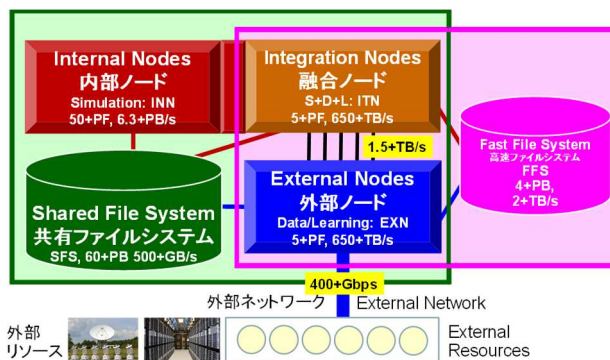 Internal Nodes
内部ノード
Simulation: INN
50+PF, 6.3+PB/s
Integration Nodes
融合ノード
S+D+L: ITN
5+PF, 650+TB/s
1.5+TB/s
Fast File System
高速ファイルシステム
FFS
4+PB,
2+TB/s
Shared File System
共有ファイルシステム
SFS, 60+PB 500+GB/s
External Nodes
外部ノード
Data/Learning: EXN
5+PF, 650+TB/s
400+Gbps
外部ネットワーク External Network
外部
リソース
External
Resources